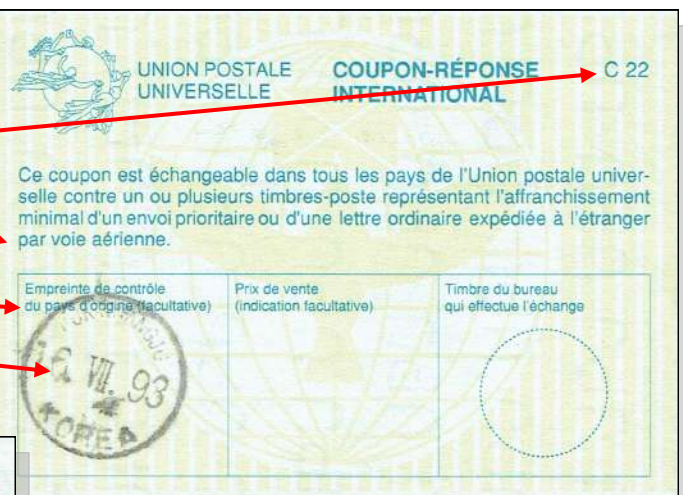 UNION POSTALE
UNIVERSELLE
COUPON-RÉPONSE
INTERNATIONAL
C 22
Ce coupon est échangeable dans tous les pays de l'Union postale univer-
selle contre un ou plusieurs timbres-poste représentant l'affranchissement
minimal d'un envoi prioritaire ou d'une lettre ordinaire expédiée à l'étranger
par voie aérienne.
Empreinte de contrôle
du pays d'origine (facultative)
Prix de vente
(indication facultative)
Timbre du bureau
qui effectue l'échange
VII. 93
KOREA